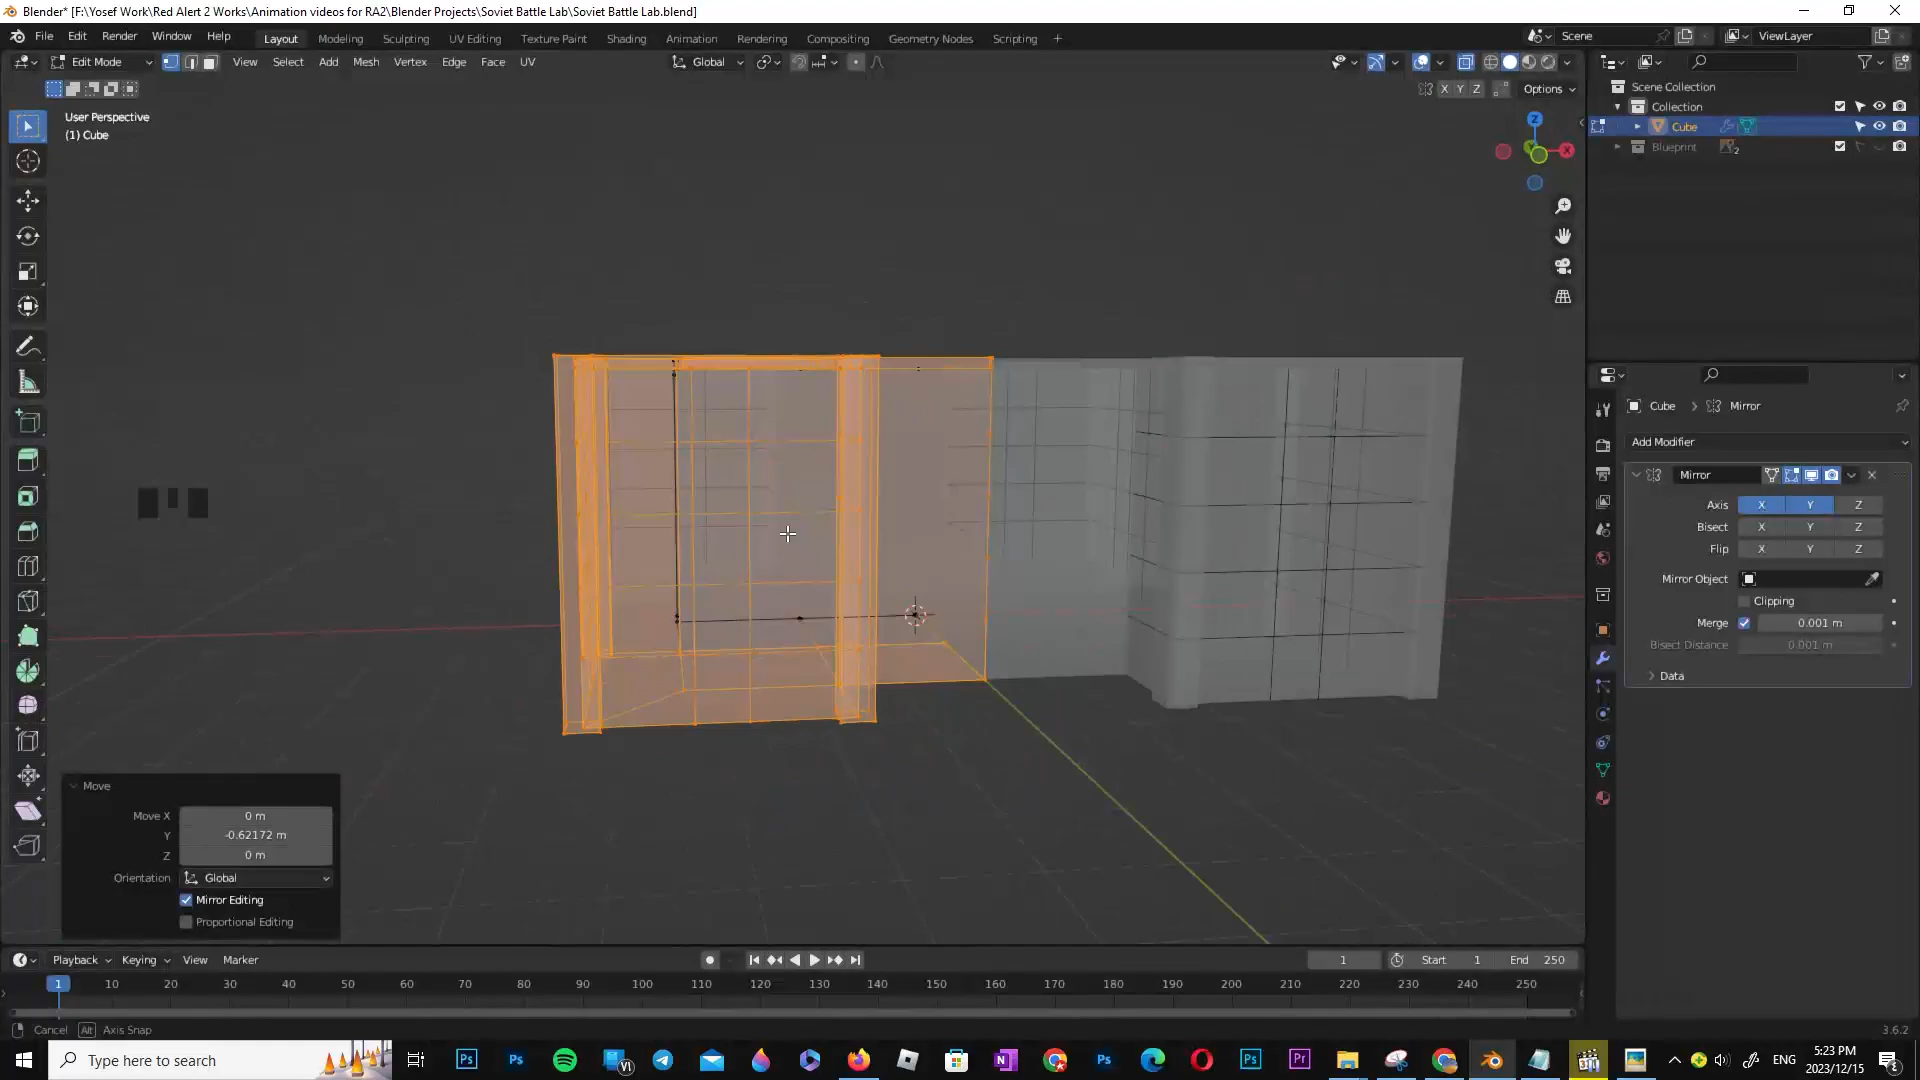 Blender* [F:\Yosef Work\Red Alert 2 Works\Animation videos for RA2\Blender Projects\Soviet Battle Lab\Soviet Battle Lab.blend]
File Edit Render Window Help Layout Modeling Sculpting UV Editing Texture Paint Shading Animation Rendering Compositing Geometry Nodes Scripting + Scene ViewLayer
Edit Mode View Select Add Mesh Vertex Edge Face UV Global
X Y Z Options
Scene Collection
Collection
Cube
Blueprint 2
User Perspective
(1) Cube
Z
X
Cube > Mirror
Add Modifier
Mirror
Axis X Y Z
Bisect X Y Z
Flip X Y Z
Mirror Object
Clipping
Merge 0.001 m
Bisect Distance 0.001 m
Data
Move
Move X 0 m
Y -0.62172 m
Z 0 m
Orientation Global
Mirror Editing
Proportional Editing
Playback Keying View Marker 1 Start 1 End 250
1 10 20 30 40 50 60 70 80 90 100 110 120 130 140 150 160 170 180 190 200 210 220 230 240 250
Cancel Alt Axis Snap 3.6.2
Type here to search
ENG
5:23 PM
2023/12/15